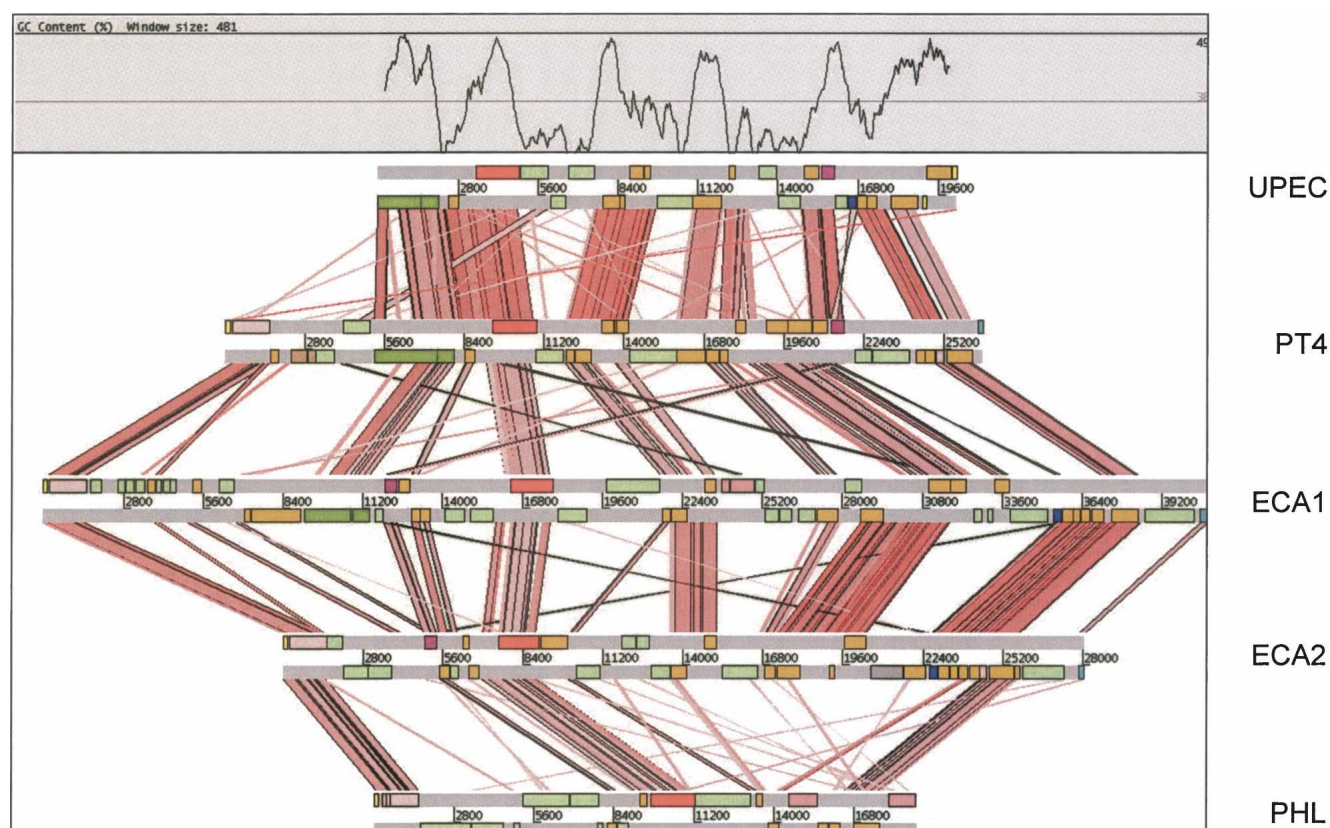 GC Content (%) Window size: 481
49
38
UPEC
2800 5600 8400 11200 14000 16800 19600
PT4
2800 5600 8400 11200 14000 16800 19600 22400 25200
ECA1
2800 5600 8400 11200 14000 16800 19600 22400 25200 28000 30800 33600 36400 39200
ECA2
2800 5600 8400 11200 14000 16800 19600 22400 25200 28000
PHL
2800 5600 8400 11200 14000 16800